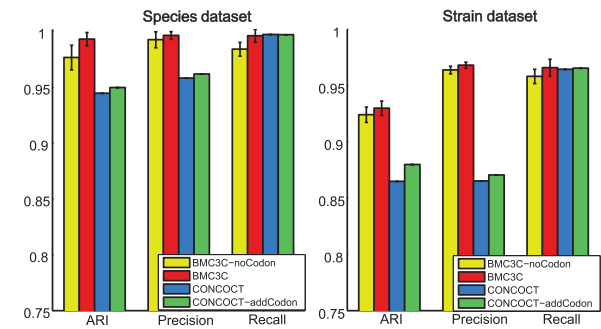 Species dataset
1
0.95
0.9
0.85
0.8
0.75
ARI Precision Recall
BMC3C−noCodon
BMC3C
CONCOCT
CONCOCT−addCodon
Strain dataset
1
0.95
0.9
0.85
0.8
0.75
ARI Precision Recall
BMC3C−noCodon
BMC3C
CONCOCT
CONCOCT−addCodon